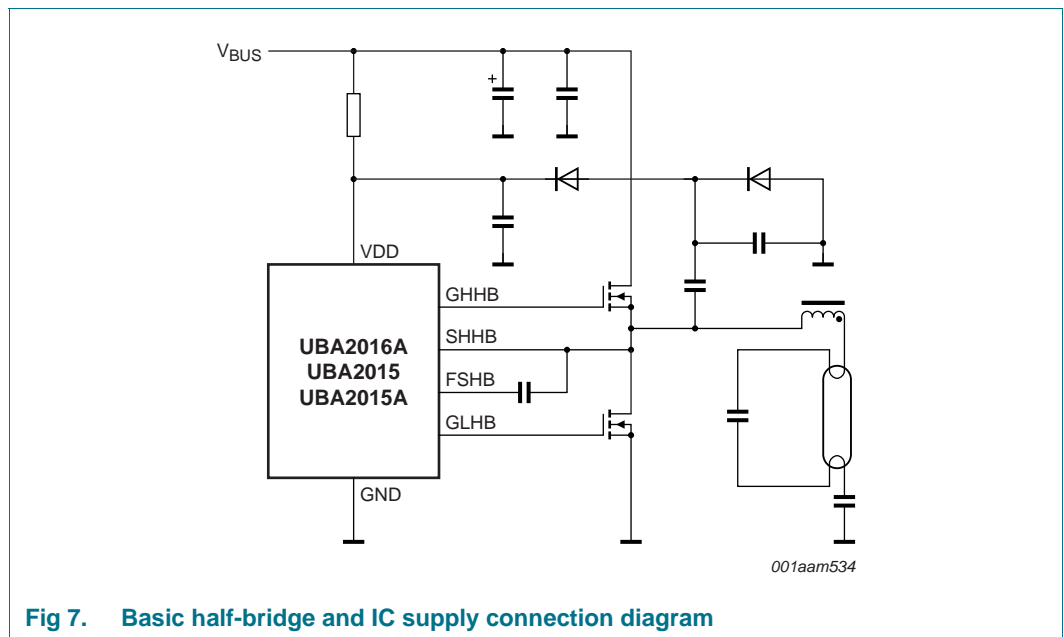 VBUS
+
VDD
GHHB
SHHB
FSHB
GLHB
UBA2016A
UBA2015
UBA2015A
GND
001aam534
Fig 7. Basic half-bridge and IC supply connection diagram